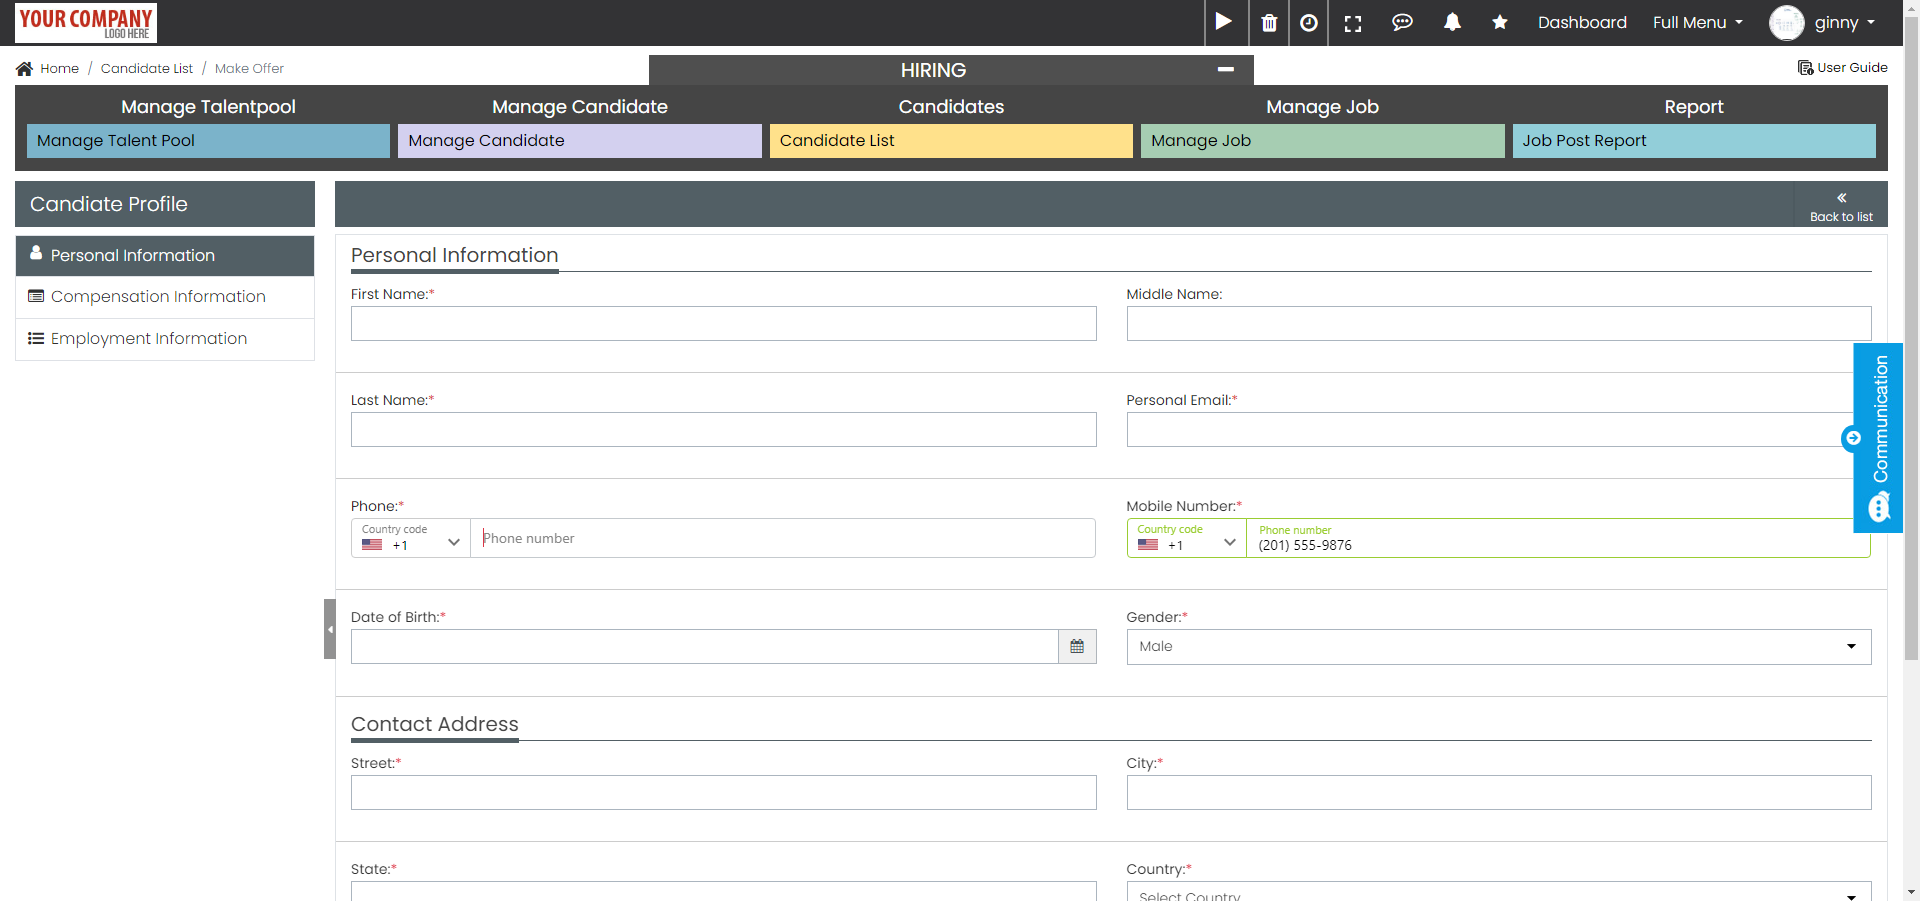 YOUR COMPANY
LOGO HERE
Dashboard
Full Menu
ginny
Home / Candidate List / Make Offer
HIRING
User Guide
Manage Talentpool
Manage Candidate
Candidates
Manage Job
Report
Manage Talent Pool
Manage Candidate
Candidate List
Manage Job
Job Post Report
Candiate Profile
Back to list
Personal Information
Compensation Information
Employment Information
Personal Information
First Name:*
Middle Name:
Last Name:*
Personal Email:*
Phone:*
Country code
+1
Phone number
Mobile Number:*
Country code
+1
Phone number
(201) 555-9876
Date of Birth:*
Gender:*
Male
Contact Address
Street:*
City:*
State:*
Country:*
Select Country
Communication